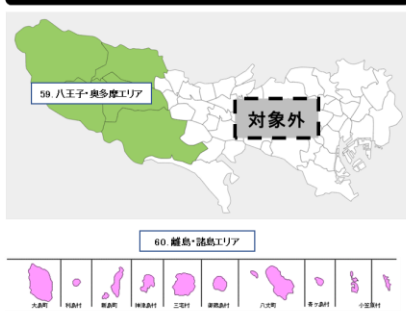 59. 八王子・奥多摩エリア
対象外
60. 離島・諸島エリア
大島町
利島村
新島村
神津島村
三宅村
御蔵島村
八丈町
青ヶ島村
小笠原村